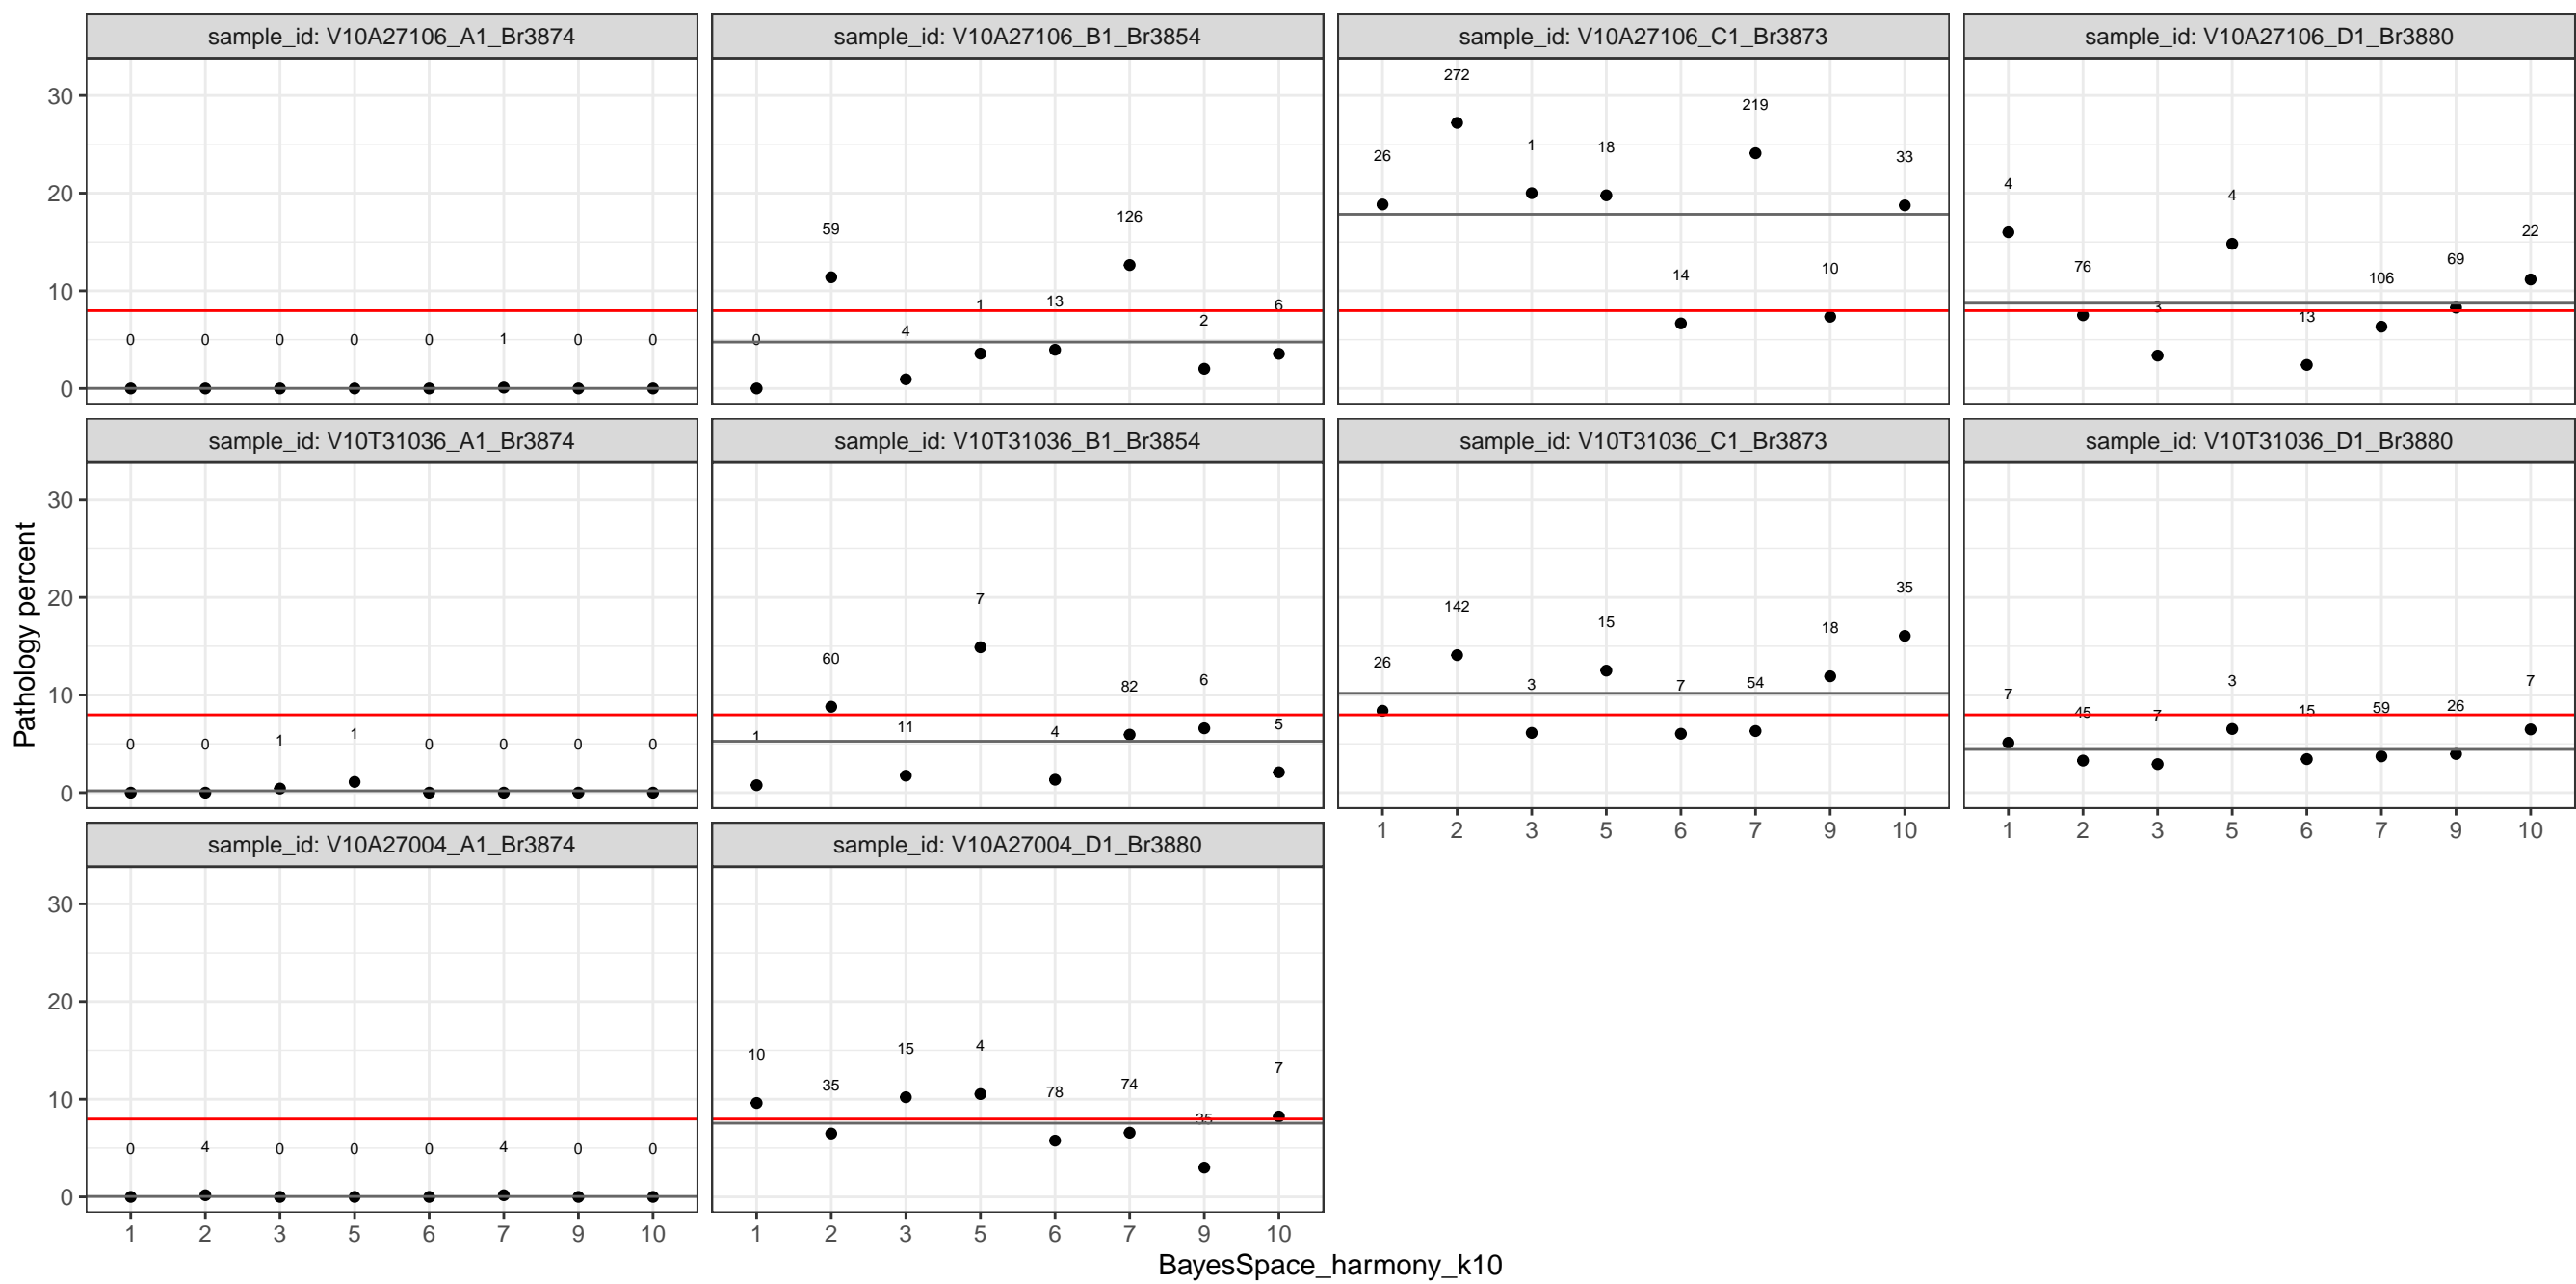 sample_id: V10A27106_A1_Br3874 sample_id: V10A27106_B1_Br3854 sample_id: V10A27106_C1_Br3873 sample_id: V10A27106_D1_Br3880
30
20
10
0
0 0 0 0 0 1 0 0
0 59 4 1 13 126 2 6
26 272 1 18 14 219 10 33
4 76 3 4 13 106 69 22
sample_id: V10T31036_A1_Br3874 sample_id: V10T31036_B1_Br3854 sample_id: V10T31036_C1_Br3873 sample_id: V10T31036_D1_Br3880
Pathology percent
30
20
10
0
0 0 1 1 0 0 0 0
1 60 11 7 4 82 6 5
26 142 3 15 7 54 18 35
7 45 7 3 15 59 26 7
1 2 3 5 6 7 9 10
1 2 3 5 6 7 9 10
sample_id: V10A27004_A1_Br3874 sample_id: V10A27004_D1_Br3880
30
20
10
0
0 4 0 0 0 4 0 0
10 35 15 4 78 74 35 7
1 2 3 5 6 7 9 10
1 2 3 5 6 7 9 10
BayesSpace_harmony_k10